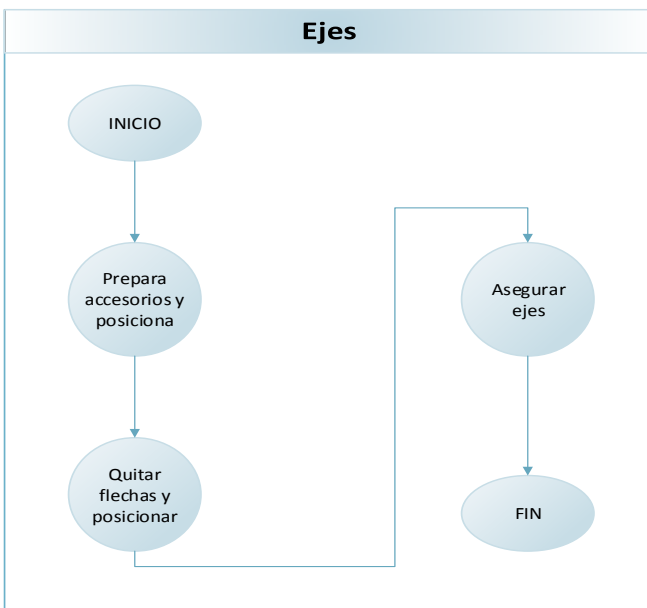 Ejes
INICIO
Prepara
accesorios y
posiciona
Quitar
flechas y
posicionar
Asegurar
ejes
FIN